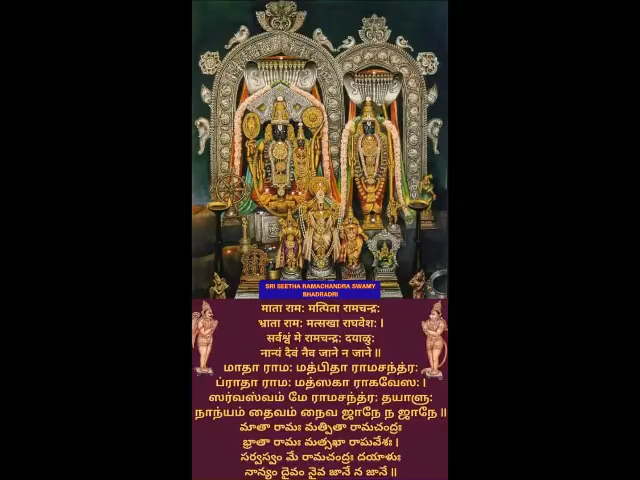 SRI SEETHA RAMACHANDRA SWAMY
BHADRADRI
माता राम: मत्पिता रामचन्द्र:
भ्राता राम: मत्सखा राघवेश: ।
सर्वश्वं मे रामचन्द्र: दयाळु:
नान्यं दैवं नैव जाने न जाने ॥
மாதா ராம: மத்பிதா ராமசந்த்ர:
ப்ராதா ராம: மத்ஸகா ராகவேஸ: ।
ஸர்வஸ்வம் மே ராமசந்த்ர: தயாளு:
நாந்யம் தைவம் நைவ ஜாநே ந ஜாநே ॥
మాతా రామః మత్పితా రామచంద్రః
భ్రాతా రామః మత్సఖా రాఘవేశః ।
సర్వస్వం మే రామచంద్రః దయాళుః
నాన్యం దైవం నైవ జానే న జానే ॥